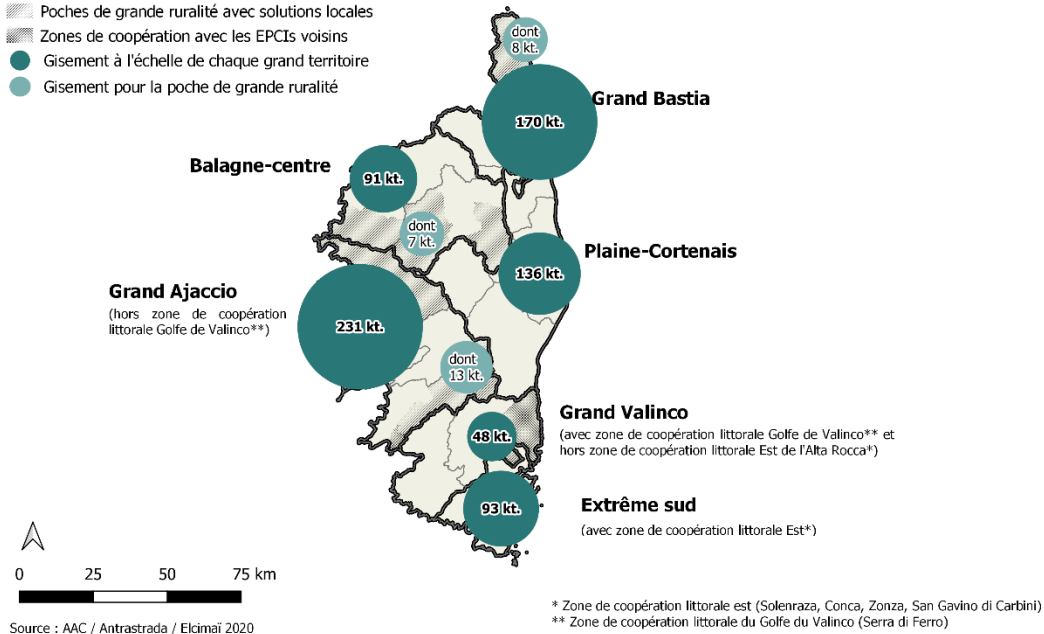 Poches de grande ruralité avec solutions locales
Zones de coopération avec les EPCIs voisins
Gisement à l'échelle de chaque grand territoire
Gisement pour la poche de grande ruralité
dont
8 kt.
Grand Bastia
170 kt.
Balagne-centre
91 kt.
dont
7 kt.
Plaine-Cortenais
136 kt.
Grand Ajaccio
(hors zone de coopération
littorale Golfe de Valinco**)
231 kt.
dont
13 kt.
Grand Valinco
(avec zone de coopération littorale Golfe de Valinco** et
hors zone de coopération littorale Est de l'Alta Rocca*)
48 kt.
Extrême sud
(avec zone de coopération littorale Est*)
93 kt.
0 25 50 75 km
* Zone de coopération littorale est (Solenraza, Conca, Zonza, San Gavino di Carbini)
** Zone de coopération littorale du Golfe du Valinco (Serra di Ferro)
Source : AAC / Antrastrada / Elcimaï 2020